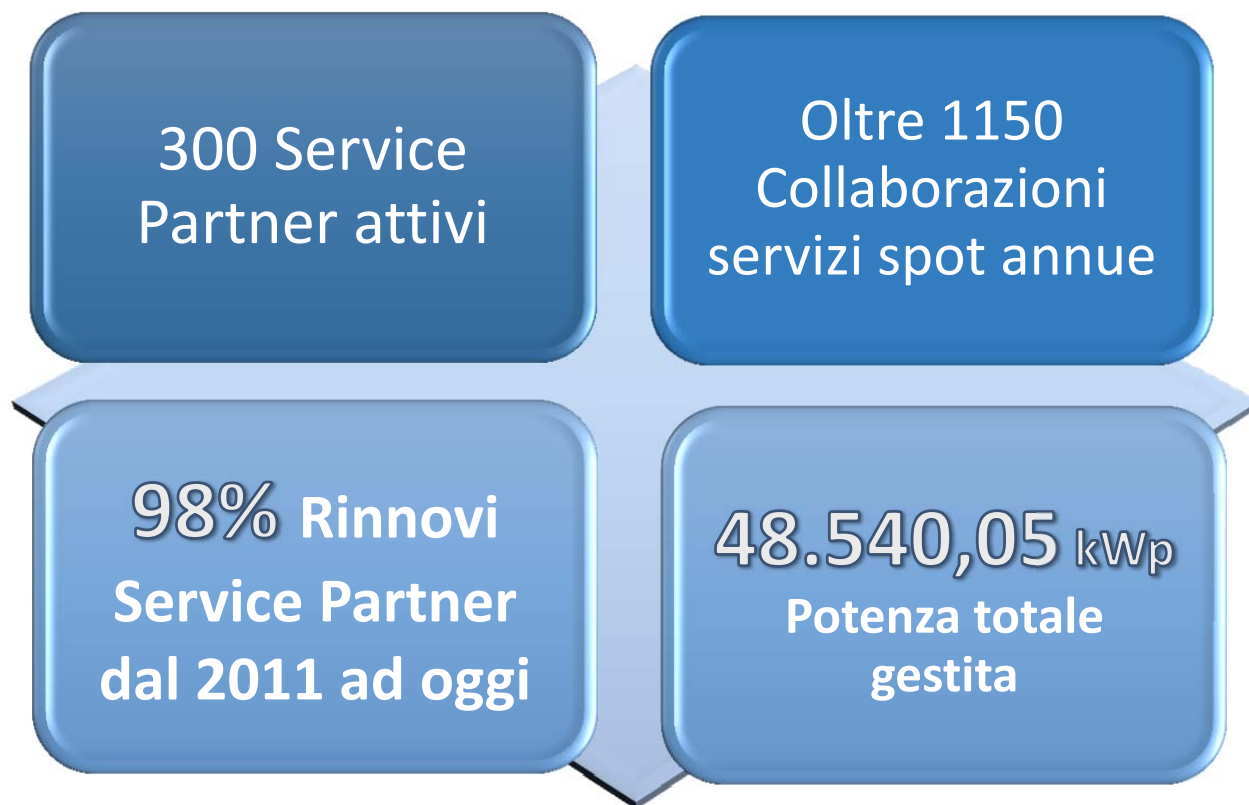 300 Service
Partner attivi
Oltre 1150
Collaborazioni
servizi spot annue
98% Rinnovi
Service Partner
dal 2011 ad oggi
48.540,05 kWp
Potenza totale
gestita